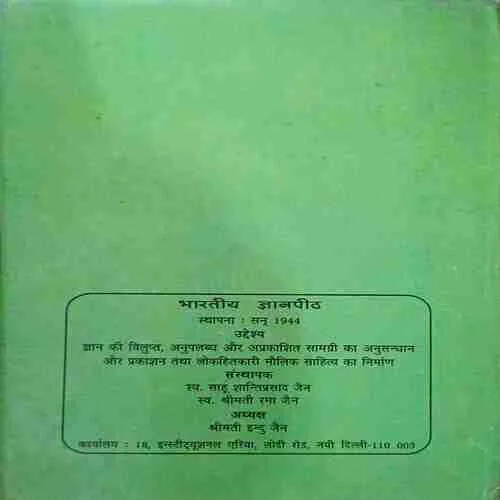 भारतीय ज्ञानपीठ
स्थापना : सन् 1944
उद्देश्य
ज्ञान की विलुप्त, अनुपलब्ध और अप्रकाशित सामग्री का अनुसन्धान
और प्रकाशन तथा लोकहितकारी मौलिक साहित्य का निर्माण
संस्थापक
स्व. साहू शान्तिप्रसाद जैन
स्व. श्रीमती रमा जैन
अध्यक्ष
श्रीमती इन्दु जैन
कार्यालय : 18, इन्स्टीट्यूशनल एरिया, लोदी रोड, नयी दिल्ली-110 003